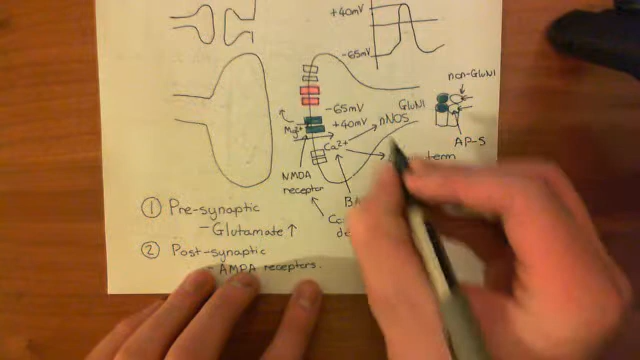 +40mV
-65mV
non-GluN1
-65mV
GluN1
Mg2+
+40mV
nNOS
Ca2+
AP-5
NMDA
receptor
① Pre-synaptic
- Glutamate ↑
② Post-synaptic
- AMPA receptors.